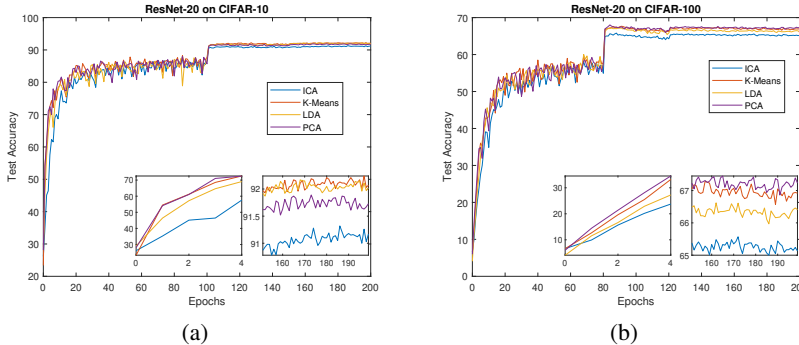 ResNet-20 on CIFAR-10
100
90
80
70
60
50
40
30
20
Test Accuracy
ICA
K-Means
LDA
PCA
70
60
50
40
30
0
2
4
92
91.5
91
160 170 180 190
0 20 40 60 80 100 120 140 160 180 200
Epochs
(a)
ResNet-20 on CIFAR-100
70
60
50
40
30
20
10
0
Test Accuracy
ICA
K-Means
LDA
PCA
30
20
10
0
2
4
67
66
65
160 170 180 190
0 20 40 60 80 100 120 140 160 180 200
Epochs
(b)